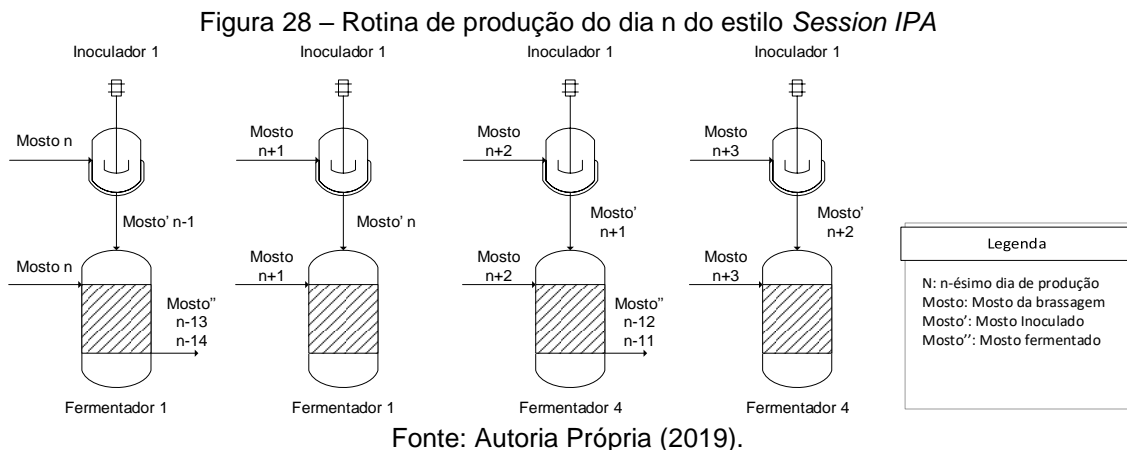 Figura 28 – Rotina de produção do dia n do estilo Session IPA
Inoculador 1
Inoculador 1
Inoculador 1
Inoculador 1
Mosto n
Mosto
n+1
Mosto
n+2
Mosto
n+3
Mosto' n-1
Mosto' n
Mosto'
n+1
Mosto'
n+2
Mosto n
Mosto
n+1
Mosto
n+2
Mosto
n+3
Mosto''
n-13
n-14
Mosto''
n-12
n-11
Fermentador 1
Fermentador 1
Fermentador 4
Fermentador 4
Legenda
N: n-ésimo dia de produção
Mosto: Mosto da brassagem
Mosto': Mosto Inoculado
Mosto'': Mosto fermentado
Fonte: Autoria Própria (2019).